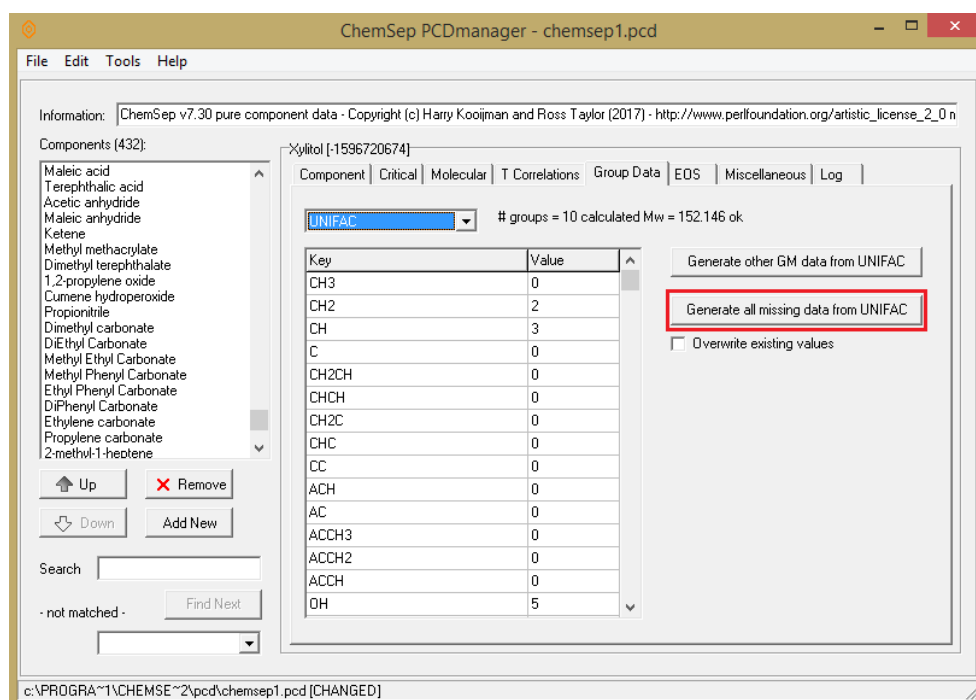 ChemSep PCDmanager - chemsep1.pcd
File Edit Tools Help
Information: ChemSep v7.30 pure component data - Copyright (c) Harry Kooijman and Ross Taylor (2017) - http://www.perlfoundation.org/artistic_license_2_0 n
Components (432):
Maleic acid
Terephthalic acid
Acetic anhydride
Maleic anhydride
Ketene
Methyl methacrylate
Dimethyl terephthalate
1,2-propylene oxide
Cumene hydroperoxide
Propionitrile
Dimethyl carbonate
DiEthyl Carbonate
Methyl Ethyl Carbonate
Methyl Phenyl Carbonate
Ethyl Phenyl Carbonate
DiPhenyl Carbonate
Ethylene carbonate
Propylene carbonate
2-methyl-1-heptene
Up Remove
Down Add New
Search
- not matched - Find Next
Xylitol [-1596720674]
Component Critical Molecular T Correlations Group Data EOS Miscellaneous Log
UNIFAC # groups = 10 calculated Mw = 152.146 ok
Key Value
CH3 0
CH2 2
CH 3
C 0
CH2CH 0
CHCH 0
CH2C 0
CHC 0
CC 0
ACH 0
AC 0
ACCH3 0
ACCH2 0
ACCH 0
OH 5
Generate other GM data from UNIFAC
Generate all missing data from UNIFAC
Overwrite existing values
c:\PROGRA~1\CHEMSE~2\pcd\chemsep1.pcd [CHANGED]